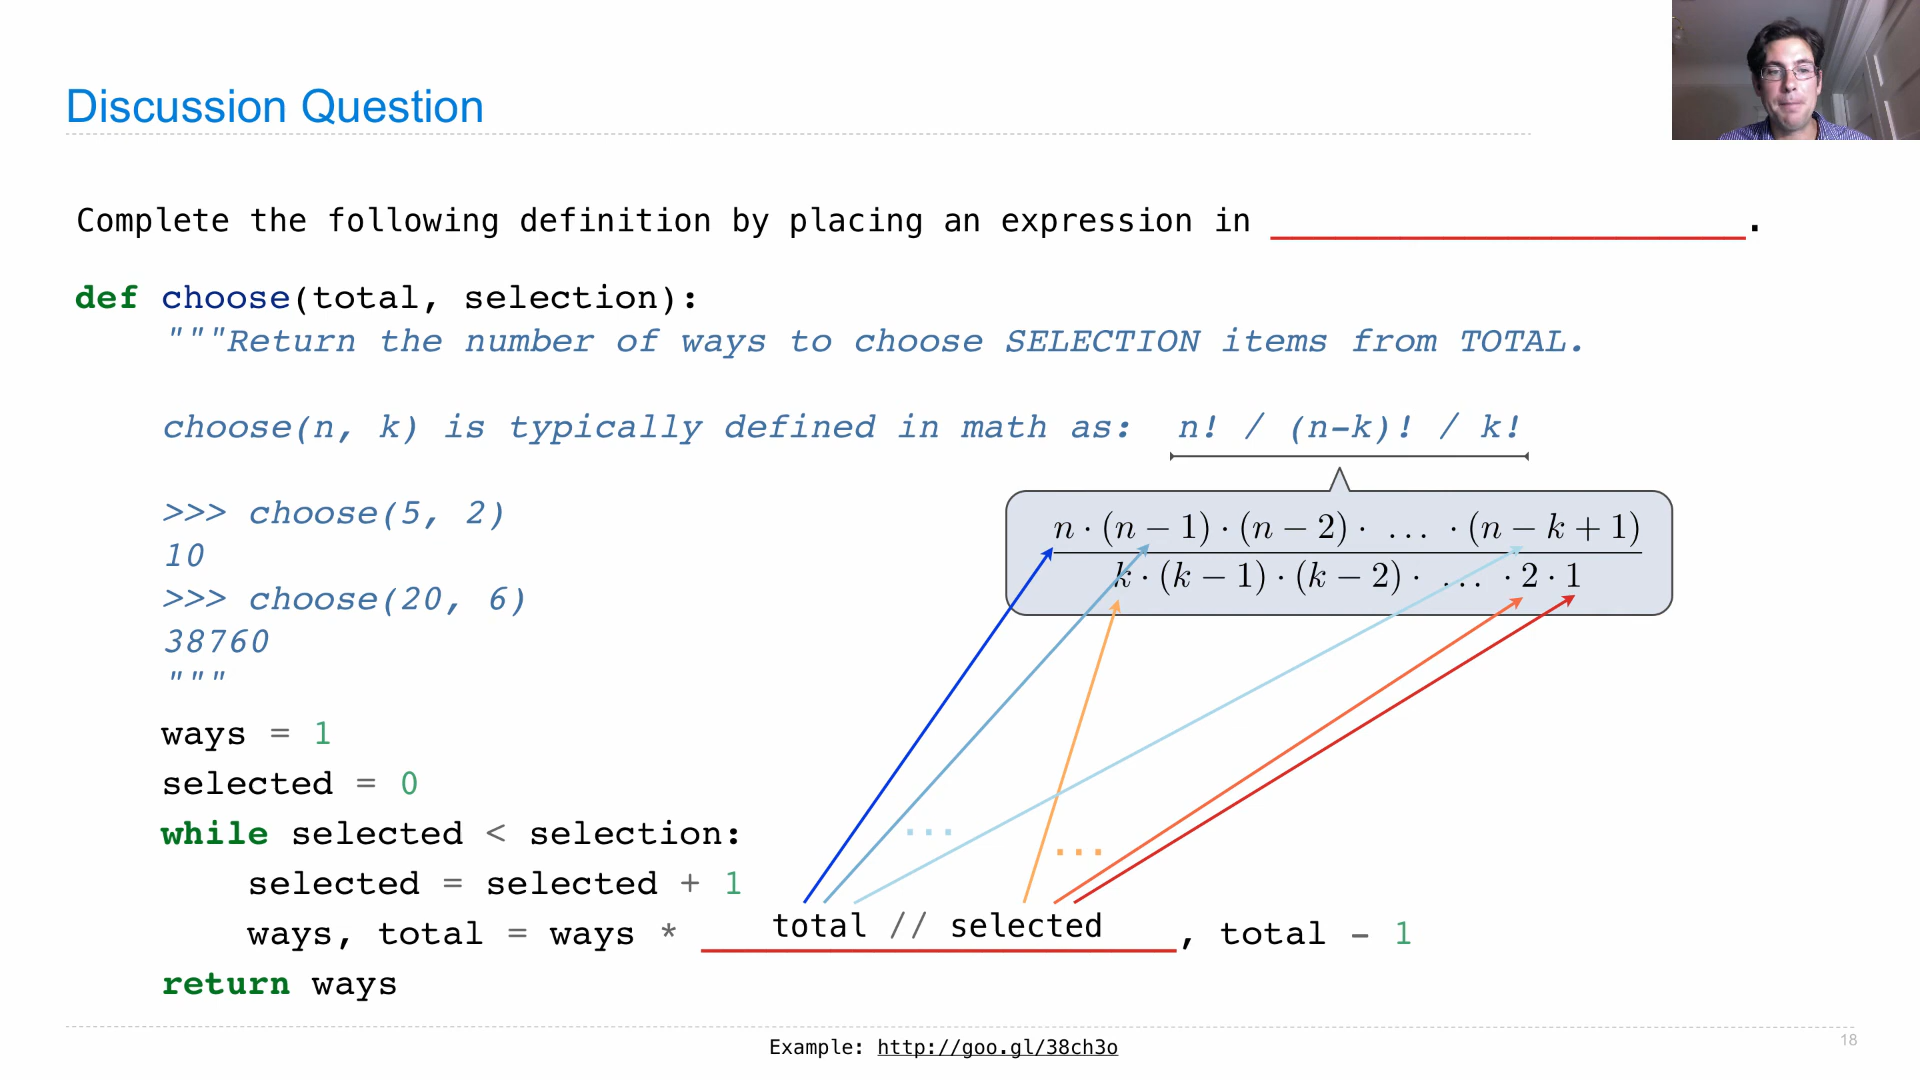 Discussion Question
Complete the following definition by placing an expression in ______________________.
def choose(total, selection):
"""Return the number of ways to choose SELECTION items from TOTAL.
choose(n, k) is typically defined in math as: n! / (n-k)! / k!
n · (n − 1) · (n − 2) · ... · (n − k + 1)
k · (k − 1) · (k − 2) · ... · 2 · 1
>>> choose(5, 2)
10
>>> choose(20, 6)
38760
"""
ways = 1
selected = 0
while selected < selection:
selected = selected + 1
ways, total = ways * total // selected, total - 1
return ways
... ...
Example: http://goo.gl/38ch3o
18